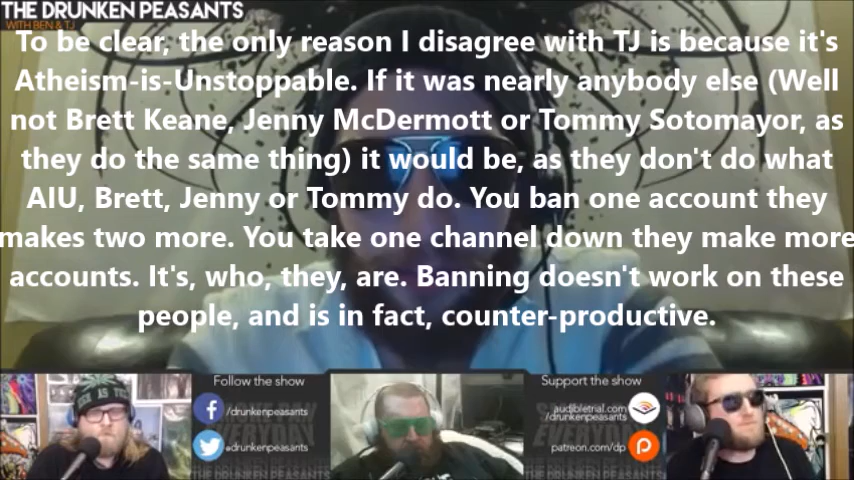 THE DRUNKEN PEASANTS
WITH BEN & TJ
To be clear, the only reason I disagree with TJ is because it's
Atheism-is-Unstoppable. If it was nearly anybody else (Well
not Brett Keane, Jenny McDermott or Tommy Sotomayor, as
they do the same thing) it would be, as they don't do what
AIU, Brett, Jenny or Tommy do. You ban one account they
makes two more. You take one channel down they make more
accounts. It's, who, they, are. Banning doesn't work on these
people, and is in fact, counter-productive.
Follow the show
/drunkenpeasants
@drunkenpeasants
Support the show
audibletrial.com
/drunkenpeasants
patreon.com/dp
THE DRUNKEN PEASANTS